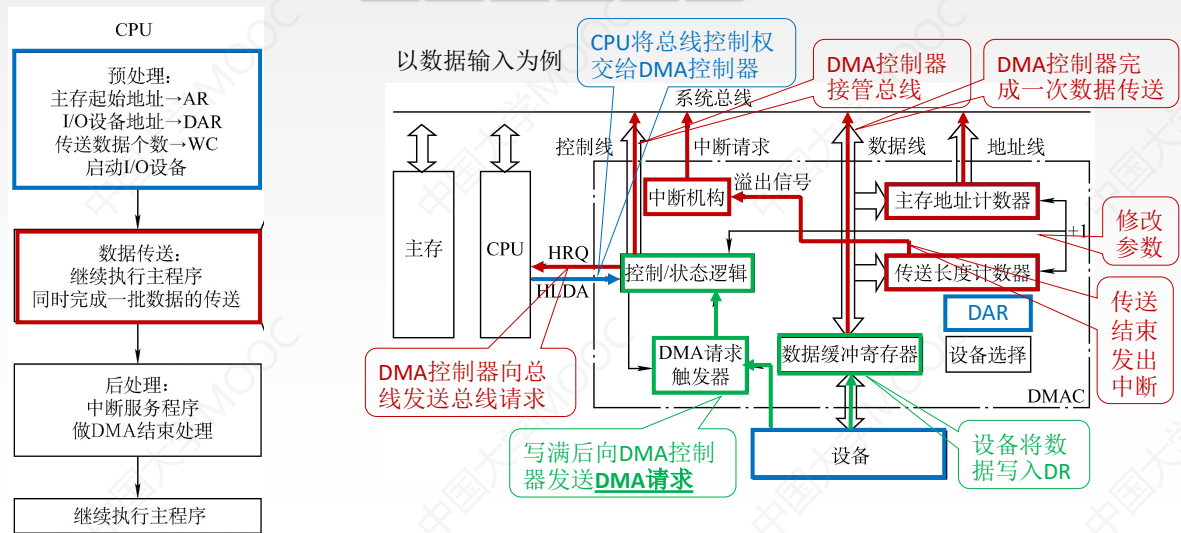 CPU
预处理:
主存起始地址→AR
I/O设备地址→DAR
传送数据个数→WC
启动I/O设备
数据传送:
继续执行主程序
同时完成一批数据的传送
后处理:
中断服务程序
做DMA结束处理
继续执行主程序
以数据输入为例
CPU将总线控制权
交给DMA控制器
DMA控制器
接管总线
DMA控制器完
成一次数据传送
系统总线
控制线
中断请求
数据线
地址线
溢出信号
中断机构
主存地址计数器
主存
CPU
+1
修改
参数
HRQ
HLDA
控制/状态逻辑
传送长度计数器
DAR
传送
结束
发出
中断
DMA请求
触发器
数据缓冲寄存器
设备选择
DMAC
DMA控制器向总
线发送总线请求
写满后向DMA控制
器发送DMA请求
设备
设备将数
据写入DR
中国大学MOOC